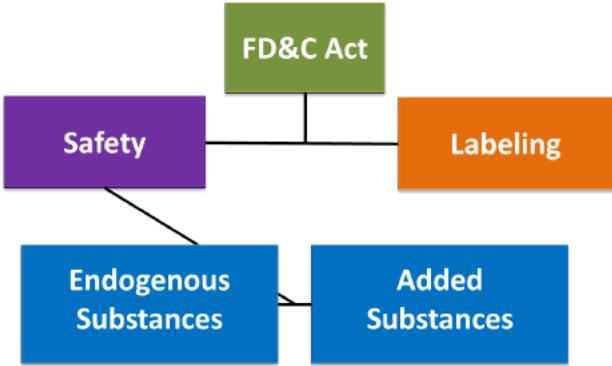 FD&C Act
Safety
Labeling
Endogenous
Substances
Added
Substances